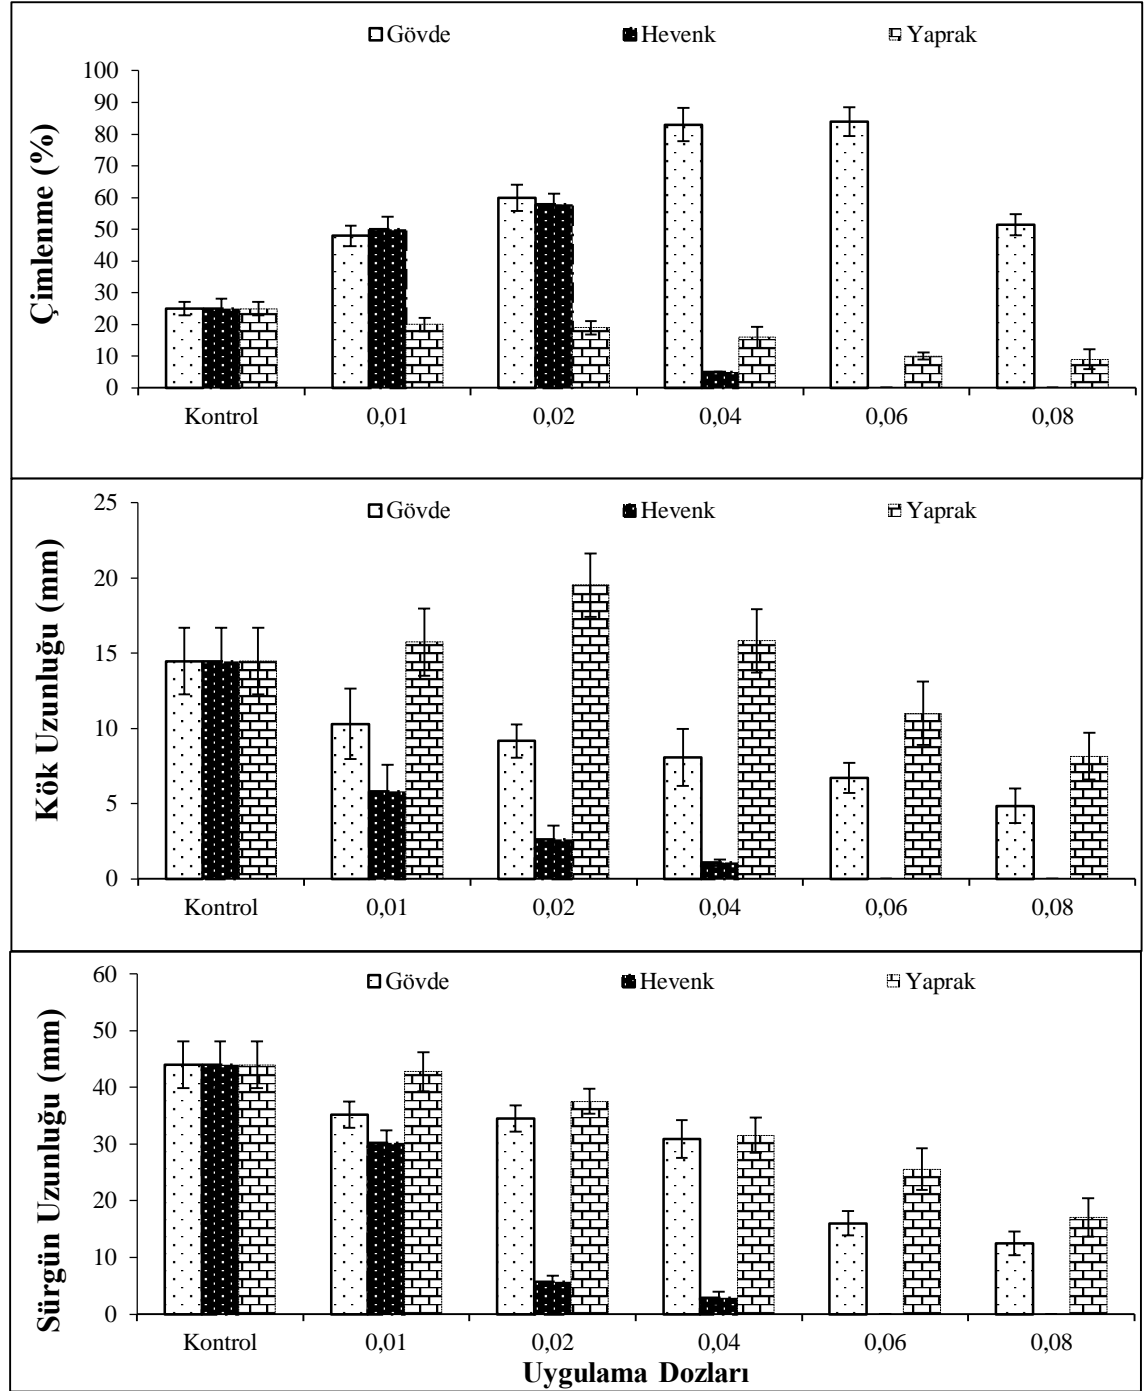 Gövde Hevenk Yaprak
Çimlenme (%)
100
90
80
70
60
50
40
30
20
10
0
Kontrol 0,01 0,02 0,04 0,06 0,08
Gövde Hevenk Yaprak
Kök Uzunluğu (mm)
25
20
15
10
5
0
Kontrol 0,01 0,02 0,04 0,06 0,08
Gövde Hevenk Yaprak
Sürgün Uzunluğu (mm)
60
50
40
30
20
10
0
Kontrol 0,01 0,02 0,04 0,06 0,08
Uygulama Dozları